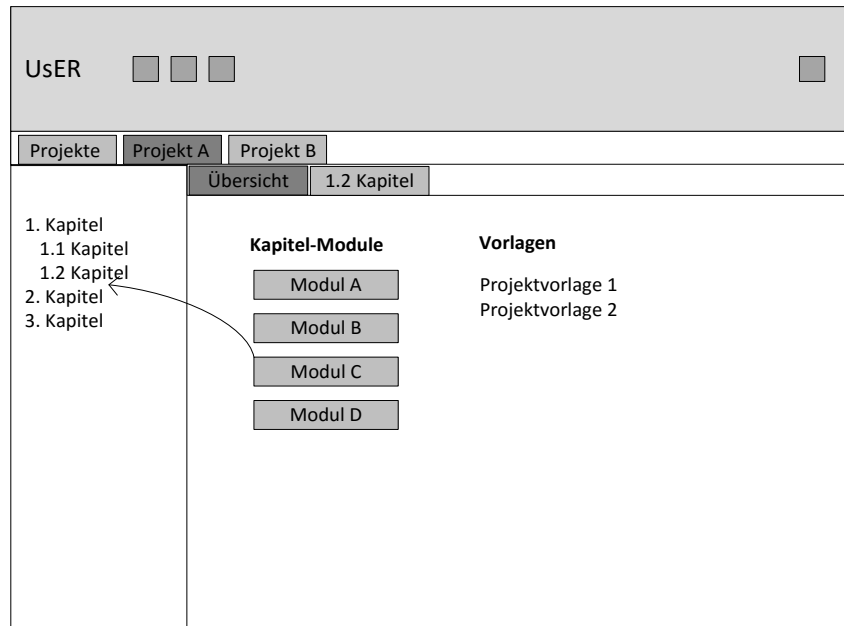 UsER
Projekte
Projekt A
Projekt B
Übersicht
1.2 Kapitel
1. Kapitel
1.1 Kapitel
1.2 Kapitel
2. Kapitel
3. Kapitel
Kapitel-Module
Modul A
Modul B
Modul C
Modul D
Vorlagen
Projektvorlage 1
Projektvorlage 2